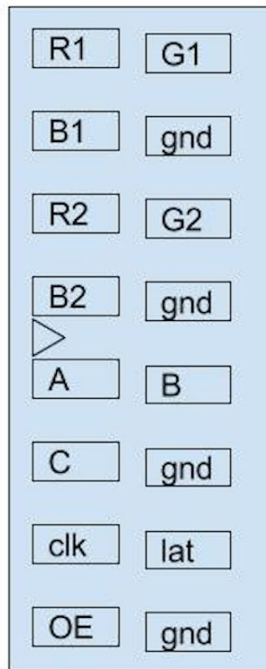 R1 G1
B1 gnd
R2 G2
B2 gnd
A B
C gnd
clk lat
OE gnd